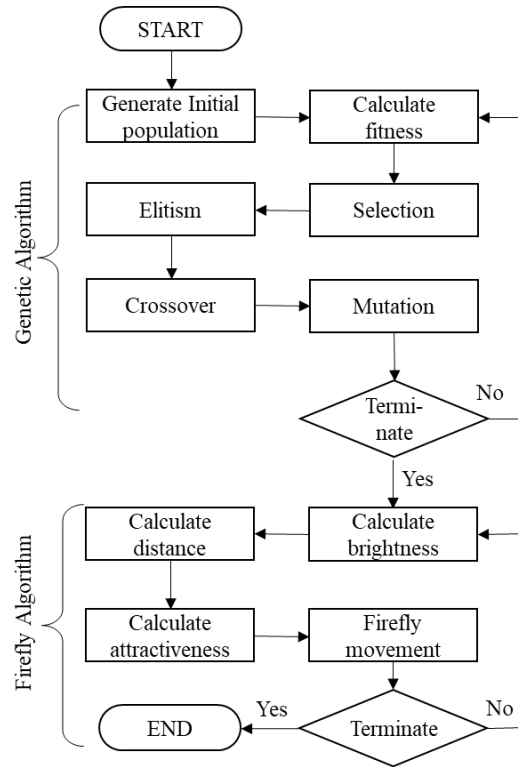 START
Generate Initial
population
Calculate
fitness
Elitism
Selection
Crossover
Mutation
Termi-
nate
No
Yes
Genetic Algorithm
Calculate
distance
Calculate
brightness
Calculate
attractiveness
Firefly
movement
END
Yes
Terminate
No
Firefly Algorithm